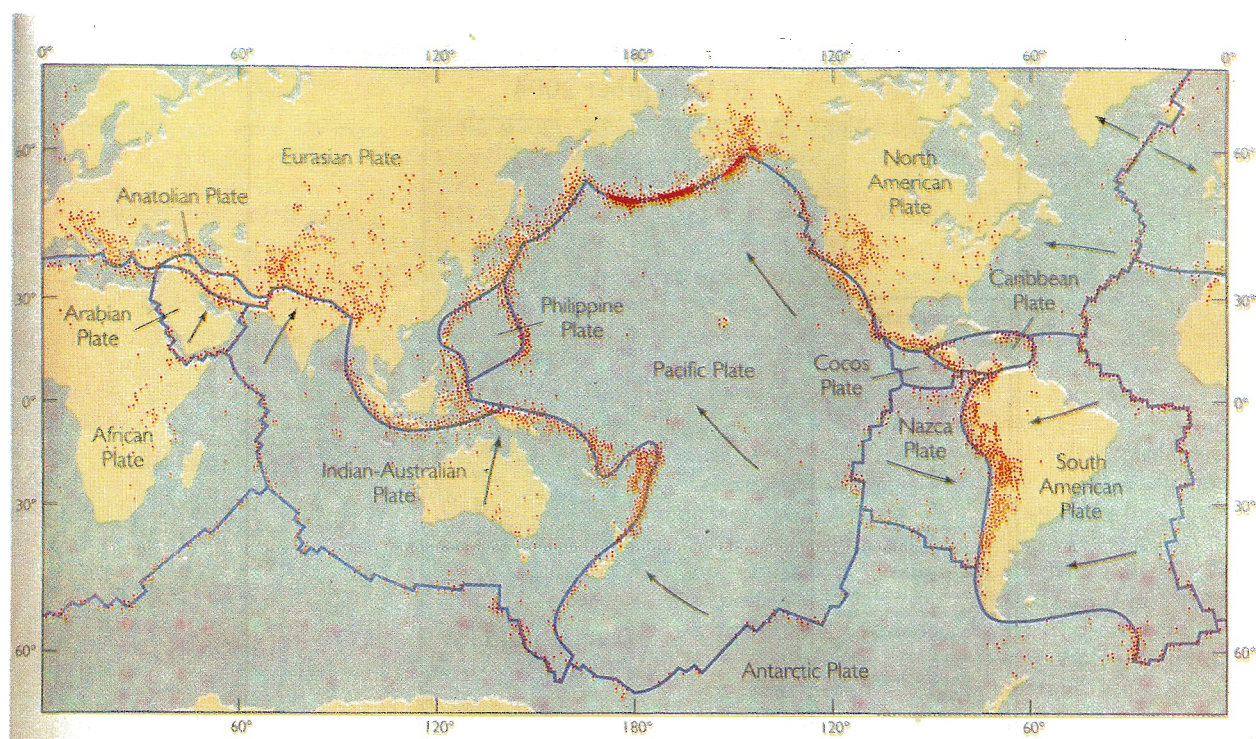 0°
60°
120°
180°
120°
60°
0°
60°
Eurasian Plate
North
American
Plate
60°
Anatolian Plate
30°
Arabian
Plate
Philippine
Plate
Caribbean
Plate
30°
Pacific Plate
Cocos
Plate
0°
0°
African
Plate
Indian-Australian
Plate
Nazca
Plate
South
American
Plate
30°
30°
60°
Antarctic Plate
60°
60°
120°
180°
120°
60°